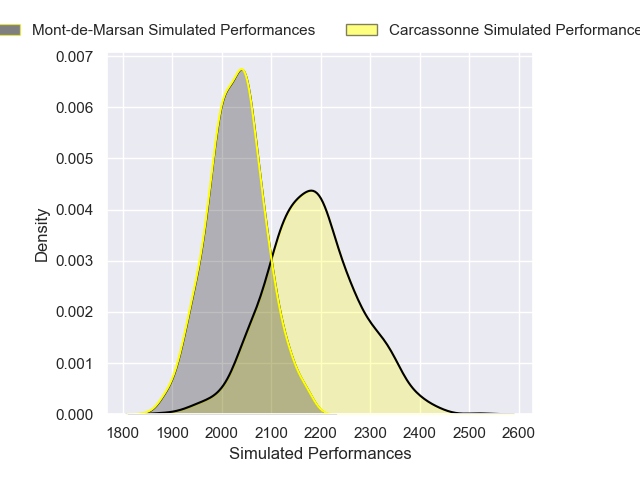 Mont-de-Marsan Simulated Performances Carcassonne Simulated Performance
0.007
0.006
0.005
0.004
0.003
0.002
0.001
0.000
Density
1800 1900 2000 2100 2200 2300 2400 2500 2600
Simulated Performances